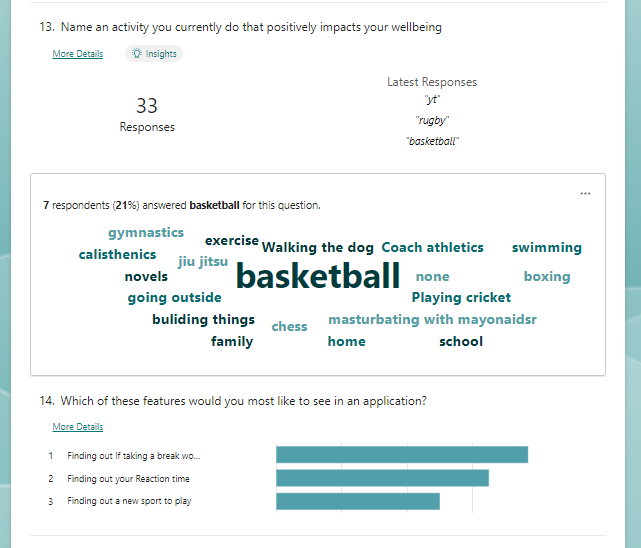 13. Name an activity you currently do that positively impacts your wellbeing
More Details
Insights
33
Responses
Latest Responses
"yt"
"rugby"
"basketball"
...
7 respondents (21%) answered basketball for this question.
gymnastics
exercise
Walking the dog
Coach athletics
swimming
calisthenics
jiu jitsu
basketball
novels
none
boxing
going outside
Playing cricket
buliding things
chess
masturbating with mayonaidsr
family
home
school
14. Which of these features would you most like to see in an application?
More Details
1 Finding out If taking a break wo...
2 Finding out your Reaction time
3 Finding out a new sport to play